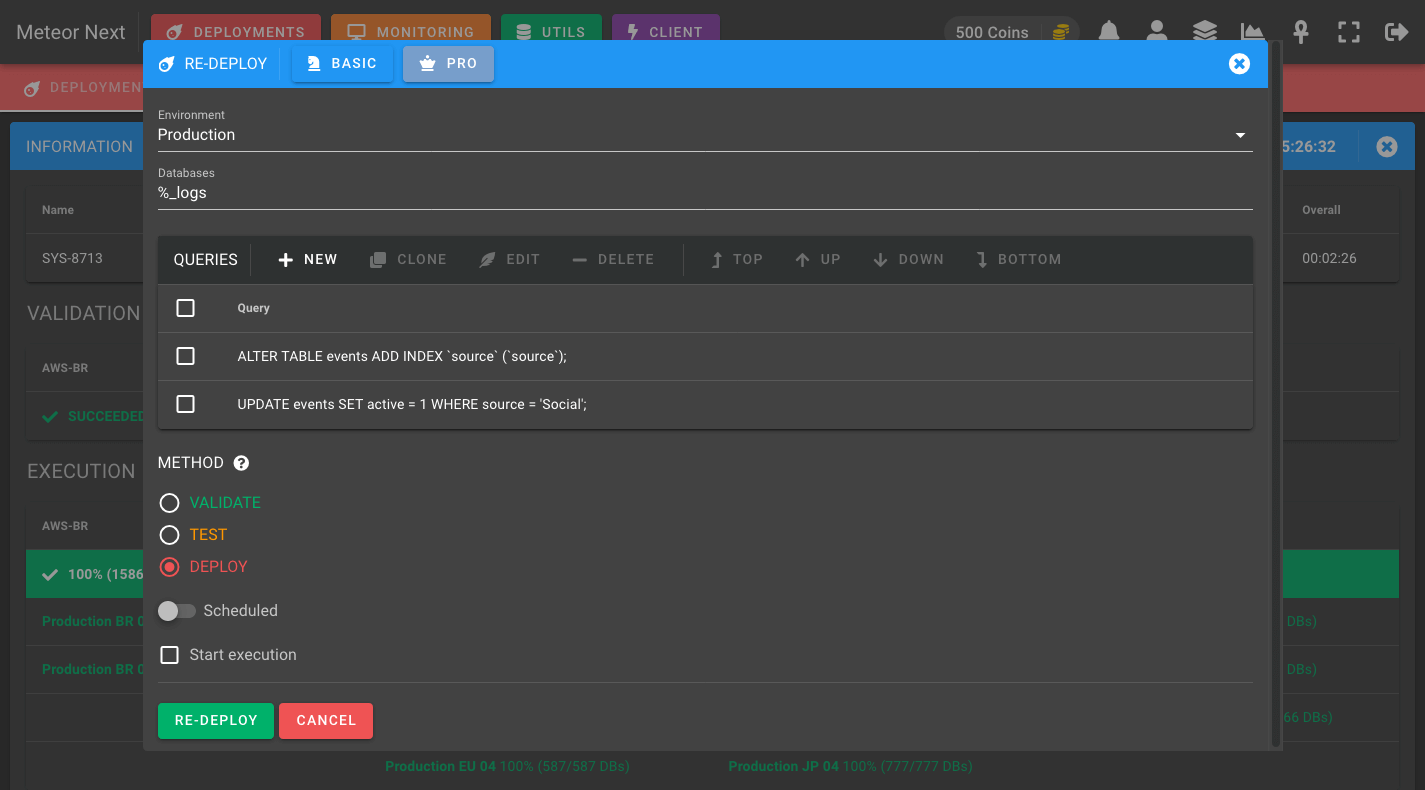 Meteor Next DEPLOYMENTS MONITORING UTILS CLIENT 500 Coins
RE-DEPLOY BASIC PRO
DEPLOYMEN
INFORMATION 5:26:32
Environment
Production
Databases
%_logs
Name Overall
SYS-8713 00:02:26
QUERIES NEW CLONE EDIT DELETE TOP UP DOWN BOTTOM
Query
ALTER TABLE events ADD INDEX `source` (`source`);
UPDATE events SET active = 1 WHERE source = 'Social';
VALIDATION
AWS-BR
SUCCEEDED
METHOD
EXECUTION
VALIDATE
AWS-BR
TEST
DEPLOY
100% (1586
Scheduled
Production BR 0 DBs)
Start execution
Production BR 0 DBs)
RE-DEPLOY CANCEL
66 DBs)
Production EU 04 100% (587/587 DBs) Production JP 04 100% (777/777 DBs)